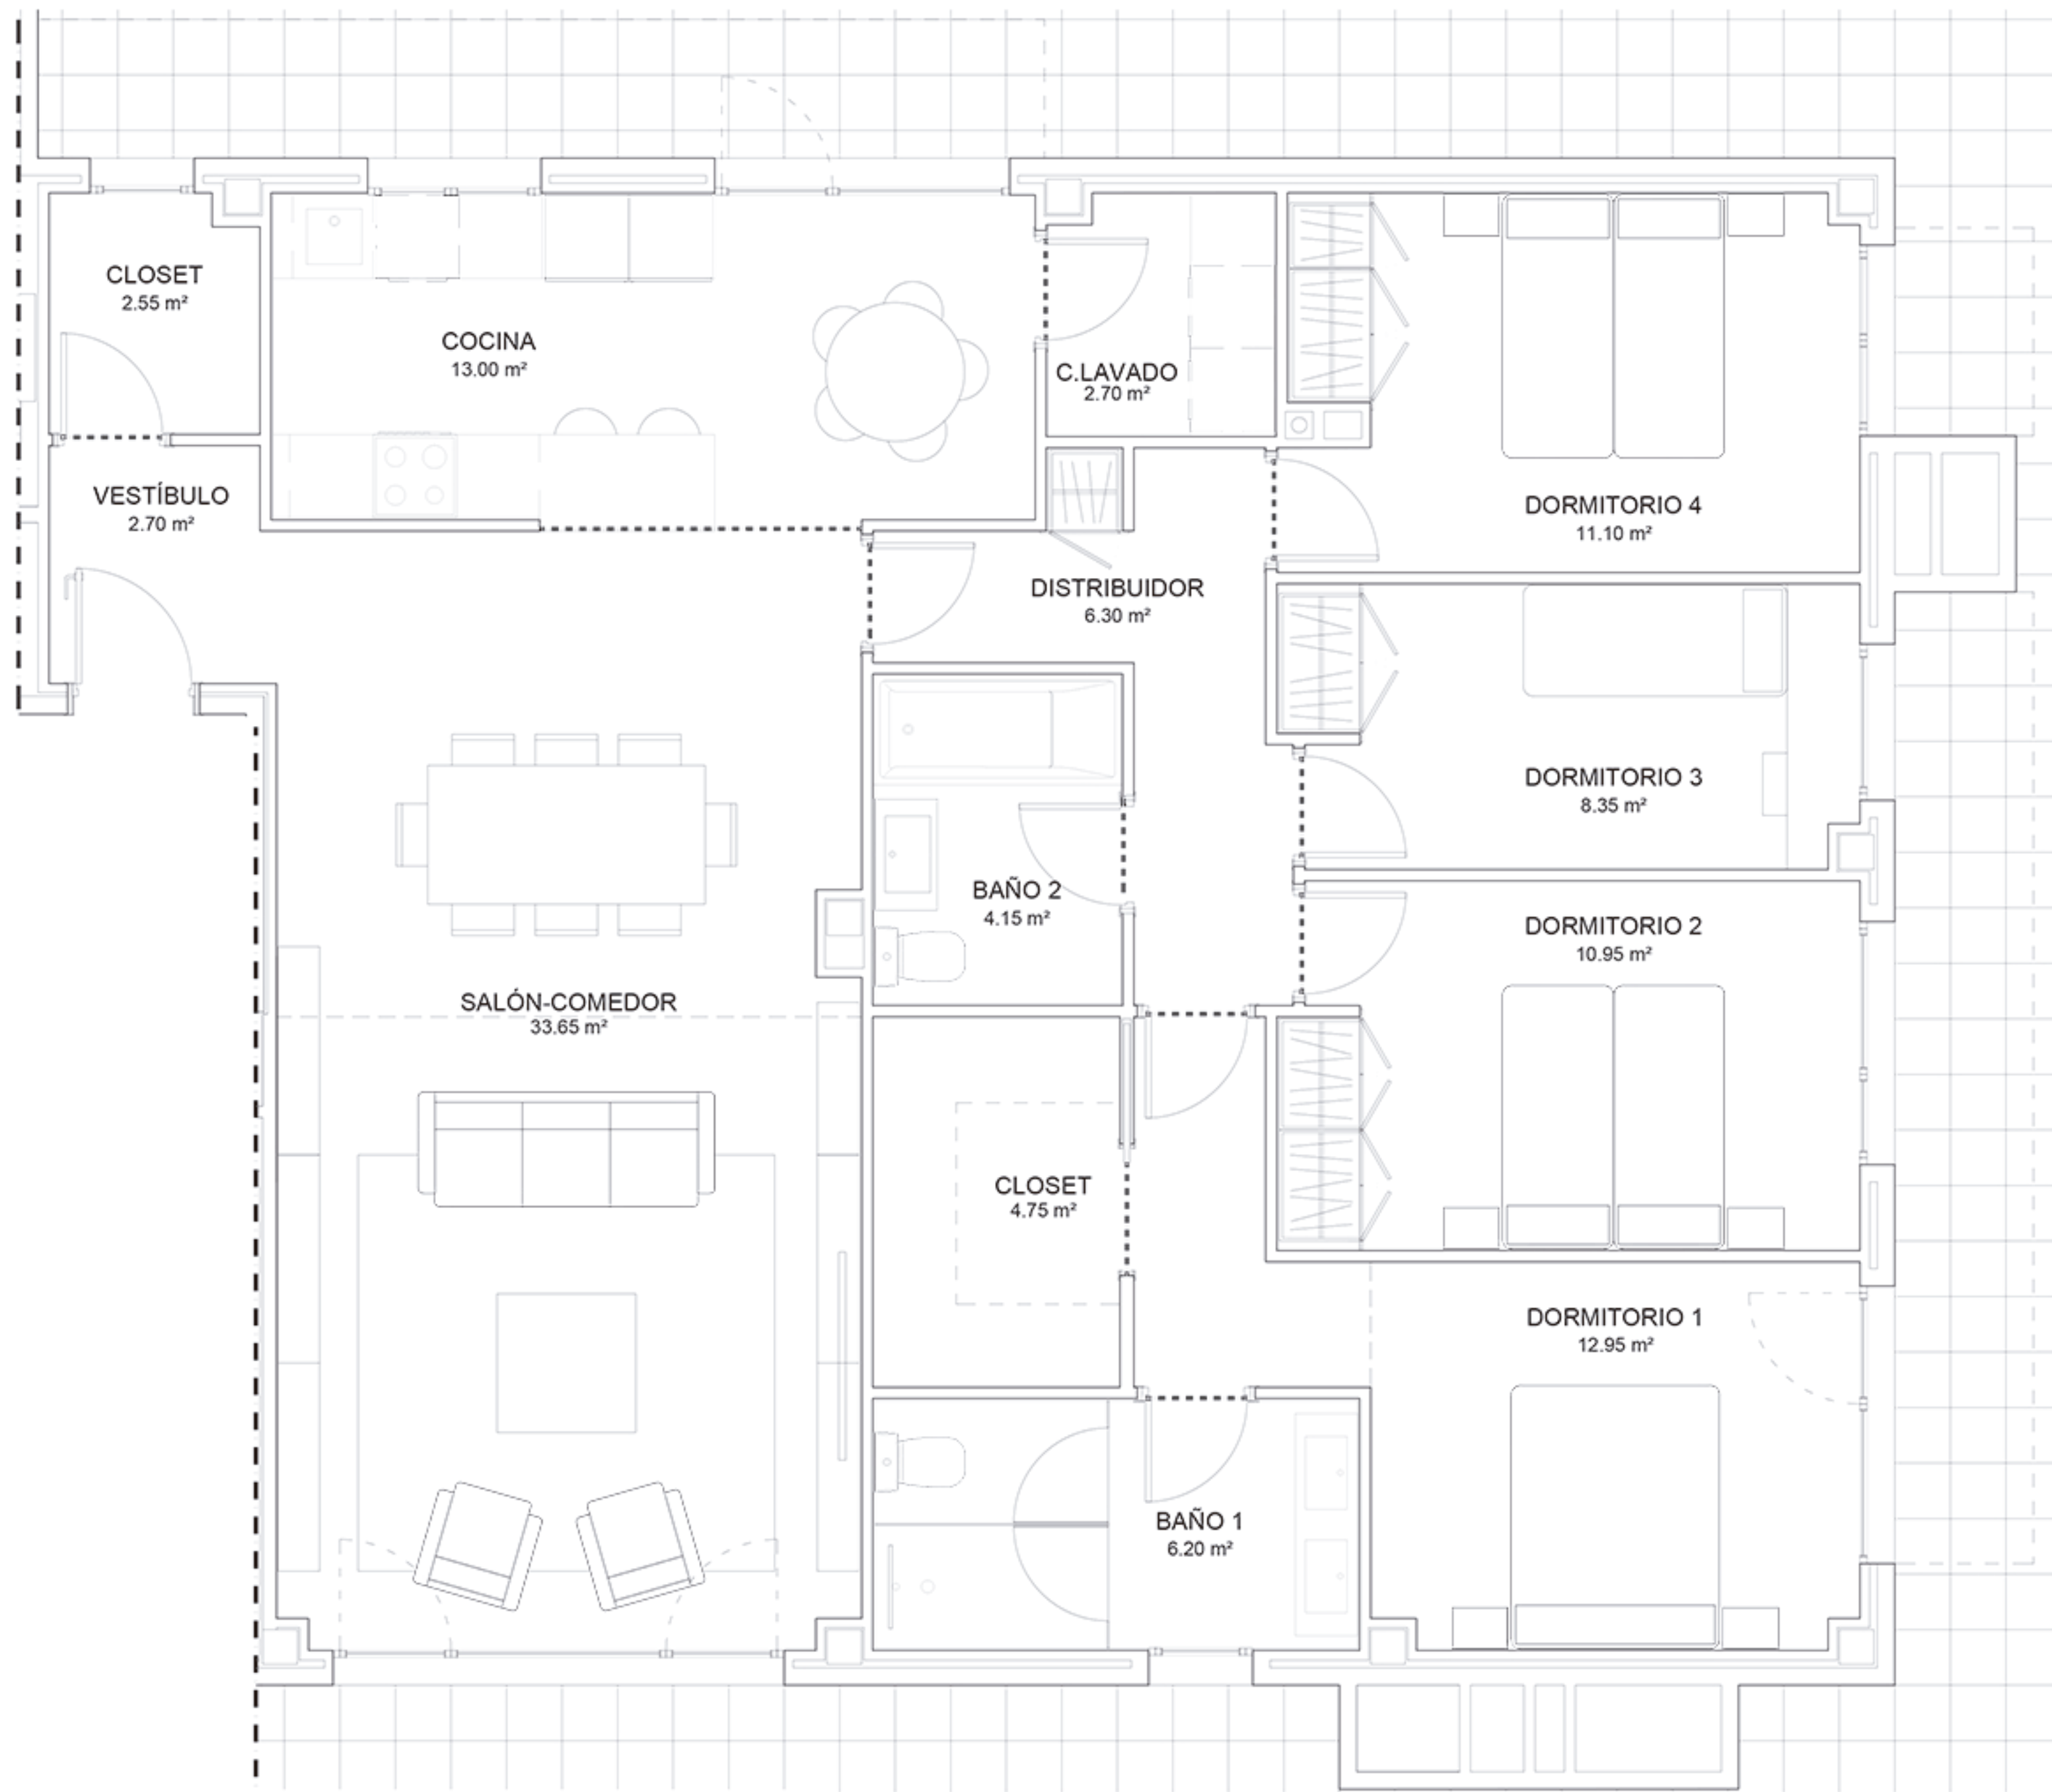 CLOSET
2.55 m²
COCINA
13.00 m²
C.LAVADO
2.70 m²
VESTÍBULO
2.70 m²
DORMITORIO 4
11.10 m²
DISTRIBUIDOR
6.30 m²
DORMITORIO 3
8.35 m²
BAÑO 2
4.15 m²
DORMITORIO 2
10.95 m²
SALÓN-COMEDOR
33.65 m²
CLOSET
4.75 m²
DORMITORIO 1
12.95 m²
BAÑO 1
6.20 m²